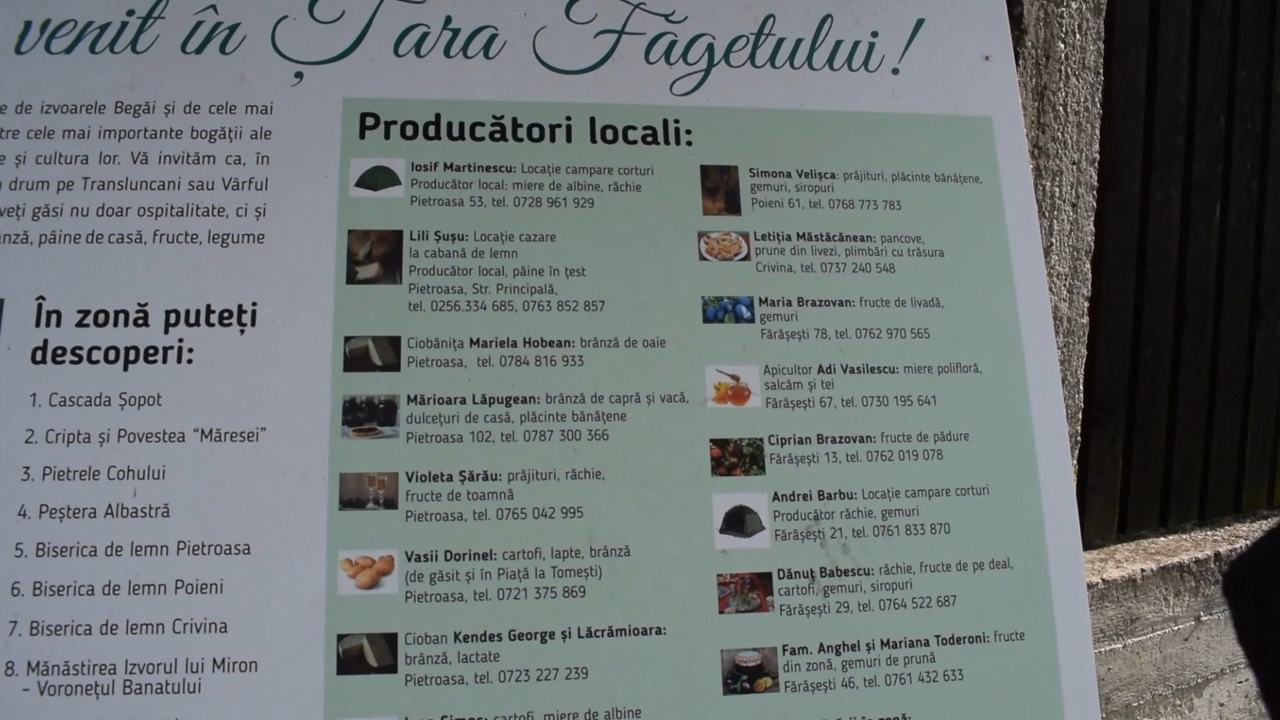 venit în Țara Făgetului!
e de izvoarele Begăi și de cele mai
tre cele mai importante bogății ale
e și cultura lor. Vă invităm ca, în
drum pe Transluncani sau Vârful
veți găsi nu doar ospitalitate, ci și
nză, pâine de casă, fructe, legume
În zonă puteți
descoperi:
1. Cascada Șopot
2. Cripta și Povestea "Măresei"
3. Pietrele Cohului
4. Peștera Albastră
5. Biserica de lemn Pietroasa
6. Biserica de lemn Poieni
7. Biserica de lemn Crivina
8. Mănăstirea Izvorul lui Miron
- Voronețul Banatului
Producători locali:
Iosif Martinescu: Locație campare corturi
Producător local: miere de albine, răchie
Pietroasa 53, tel. 0728 961 929
Lili Șușu: Locație cazare
la cabană de lemn
Producător local, pâine în țest
Pietroasa, Str. Principală,
tel. 0256.334 685, 0763 852 857
Ciobănița Mariela Hobean: brânză de oaie
Pietroasa, tel. 0784 816 933
Mărioara Lăpugean: brânză de capră și vacă,
dulcețuri de casă, plăcinte bănățene
Pietroasa 102, tel. 0787 300 366
Violeta Șărău: prăjituri, răchie,
fructe de toamnă
Pietroasa, tel. 0765 042 995
Vasii Dorinel: cartofi, lapte, brânză
(de găsit și în Piață la Tomești)
Pietroasa, tel. 0721 375 869
Cioban Kendes George și Lăcrămioara:
brânză, lactate
Pietroasa, tel. 0723 227 239
Simos: cartofi, miere de albine
Simona Velișca: prăjituri, plăcinte bănățene,
gemuri, siropuri
Poieni 61, tel. 0768 773 783
Letiția Măstăcănean: pancove,
prune din livezi, plimbări cu trăsura
Crivina, tel. 0737 240 548
Maria Brazovan: fructe de livadă,
gemuri
Fărășești 78, tel. 0762 970 565
Apicultor Adi Vasilescu: miere polifloră,
salcâm și tei
Fărășești 67, tel. 0730 195 641
Ciprian Brazovan: fructe de pădure
Fărășești 13, tel. 0762 019 078
Andrei Barbu: Locație campare corturi
Producător răchie, gemuri
Fărășești 21, tel. 0761 833 870
Dănuț Babescu: răchie, fructe de pe deal,
cartofi, gemuri, siropuri
Fărășești 29, tel. 0764 522 687
Fam. Anghel și Mariana Toderoni: fructe
din zonă, gemuri de prună
Fărășești 46, tel. 0761 432 633
în zonă: